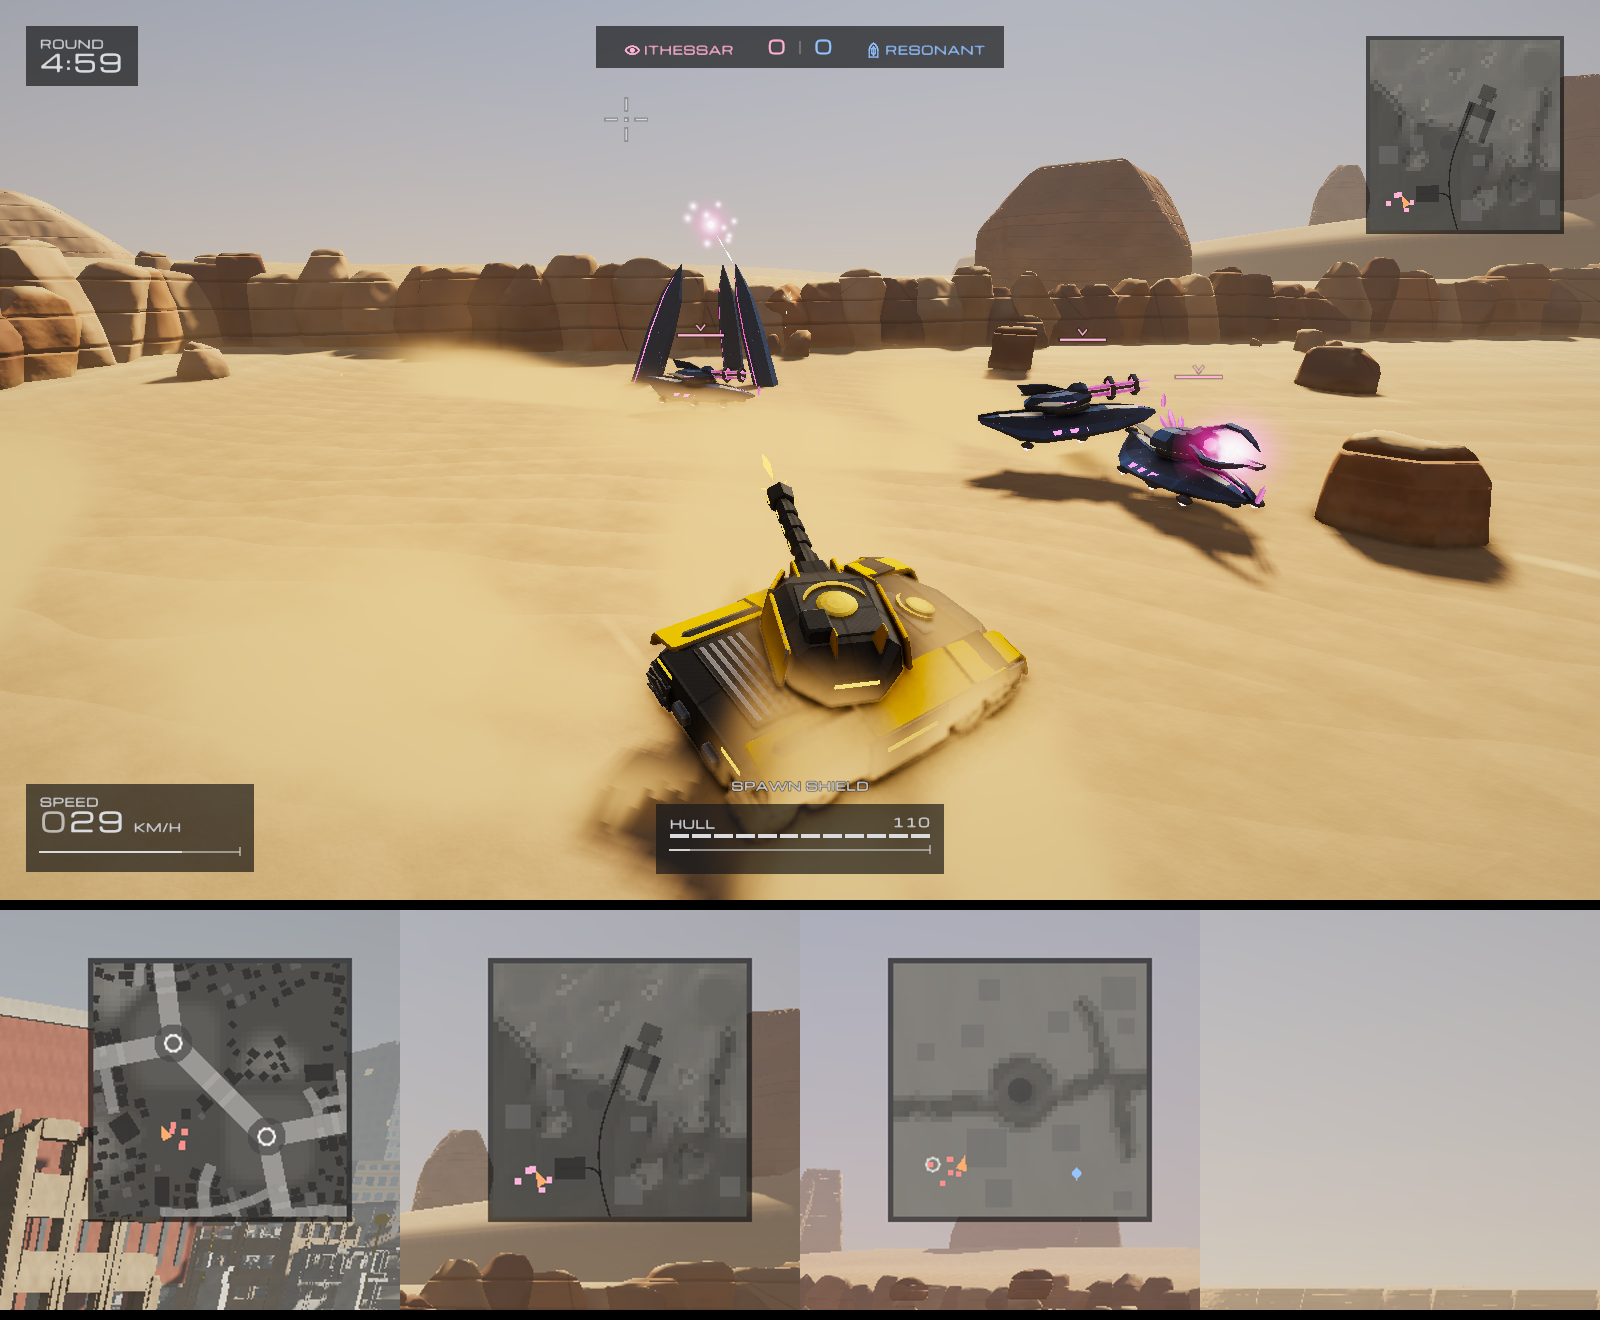 ROUND
4:59
ITHESSAR 0 | 0 RESONANT
SPEED
029 KM/H
SPAWN SHIELD
HULL 110